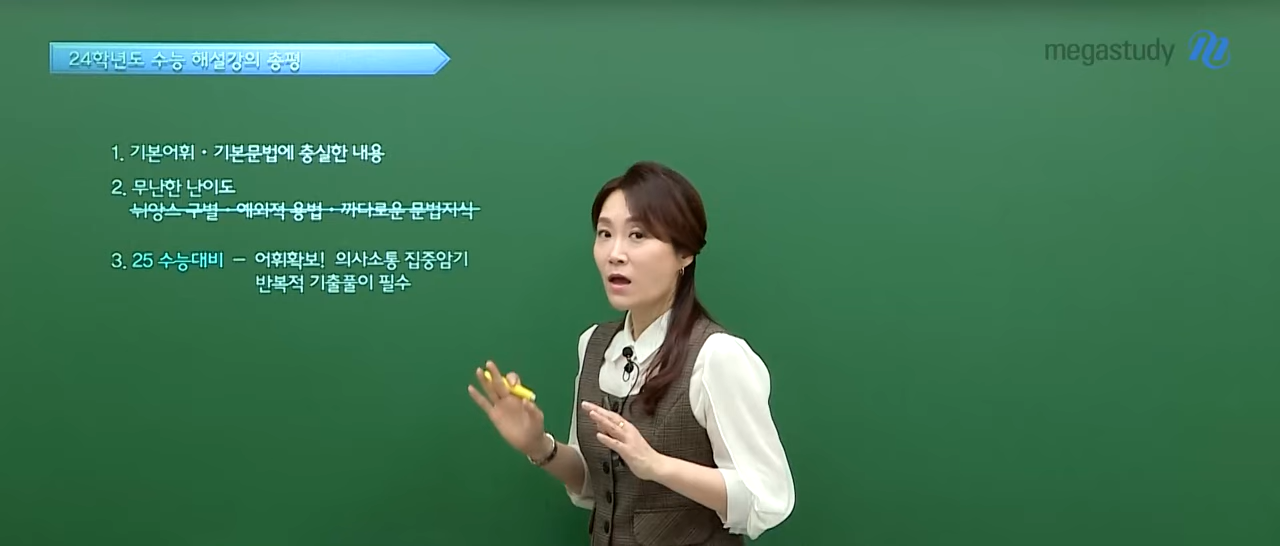 24학년도 수능 해설강의 총평
megastudy
1. 기본어휘 · 기본문법에 충실한 내용
2. 무난한 난이도
뉘앙스 구별 · 예외적 용법 · 까다로운 문법지식
3. 25 수능대비 – 어휘확보! 의사소통 집중암기
반복적 기출풀이 필수